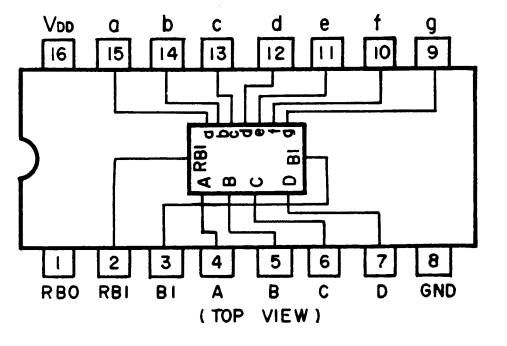 VDD a b c d e f g
16 15 14 13 12 11 10 9
a b c d e f g
RBI BI
A B C D
1 2 3 4 5 6 7 8
RBO RBI BI A B C D GND
(TOP VIEW)